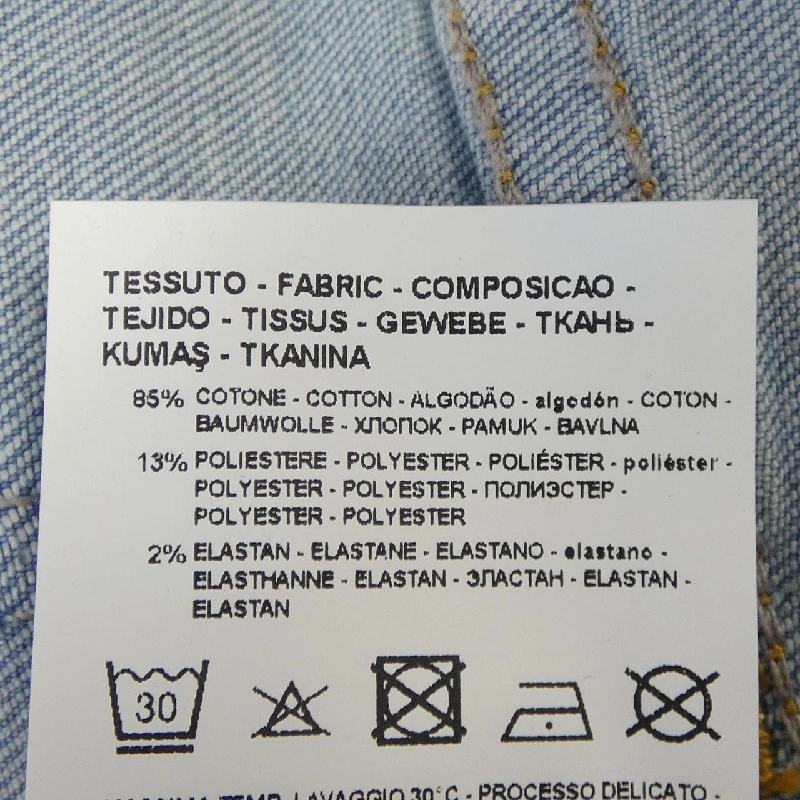 TESSUTO - FABRIC - COMPOSICAO -
TEJIDO - TISSUS - GEWEBE - ТКАНЬ -
KUMAŞ - TKANINA
85% COTONE - COTTON - ALGODÃO - algodón - COTON -
BAUMWOLLE - ХЛОПОК - PAMUK - BAVLNA
13% POLIESTERE - POLYESTER - POLIÉSTER - poliéster -
POLYESTER - POLYESTER - ПОЛИЭСТЕР -
POLYESTER - POLYESTER
2% ELASTAN - ELASTANE - ELASTANO - elastano -
ELASTHANNE - ELASTAN - ЭЛАСТАН - ELASTAN -
ELASTAN
30
TEMP. LAVAGGIO 30°C - PROCESSO DELICATO -